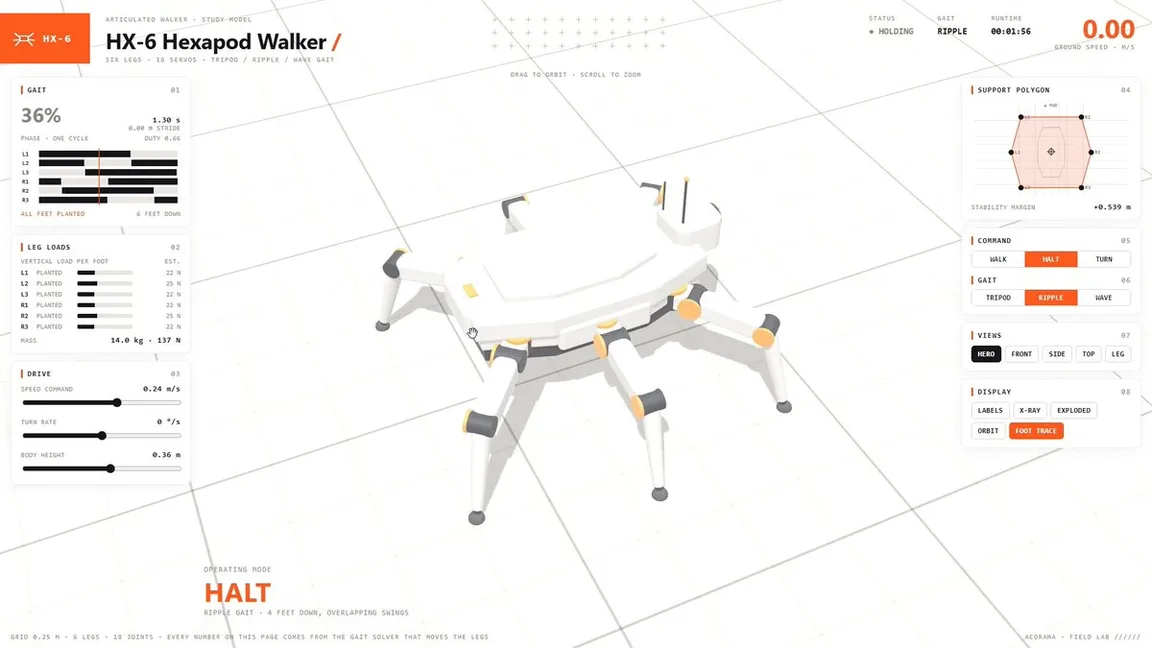 HX-6
ARTICULATED WALKER · STUDY MODEL
HX-6 Hexapod Walker /
SIX LEGS · 18 SERVOS · TRIPOD / RIPPLE / WAVE GAIT
DRAG TO ORBIT · SCROLL TO ZOOM
STATUS GAIT RUNTIME
HOLDING RIPPLE 00:01:56
0.00
GROUND SPEED · M/S
GAIT 01
36%
1.30 s
0.00 m STRIDE
PHASE · ONE CYCLE DUTY 0.66
L1
L2
L3
R1
R2
R3
ALL FEET PLANTED 6 FEET DOWN
LEG LOADS 02
VERTICAL LOAD PER FOOT EST.
L1 PLANTED 22 N
L2 PLANTED 25 N
L3 PLANTED 22 N
R1 PLANTED 22 N
R2 PLANTED 25 N
R3 PLANTED 22 N
MASS 14.0 kg · 137 N
DRIVE 03
SPEED COMMAND 0.24 m/s
TURN RATE 0 °/s
BODY HEIGHT 0.36 m
SUPPORT POLYGON 04
▲ FWD
STABILITY MARGIN +0.539 m
COMMAND 05
WALK HALT TURN
GAIT 06
TRIPOD RIPPLE WAVE
VIEWS 07
HERO FRONT SIDE TOP LEG
DISPLAY 08
LABELS X-RAY EXPLODED
ORBIT FOOT TRACE
OPERATING MODE
HALT
RIPPLE GAIT · 4 FEET DOWN, OVERLAPPING SWINGS
GRID 0.25 M · 6 LEGS · 18 JOINTS · EVERY NUMBER ON THIS PAGE COMES FROM THE GAIT SOLVER THAT MOVES THE LEGS
ACORAMA · FIELD LAB //////